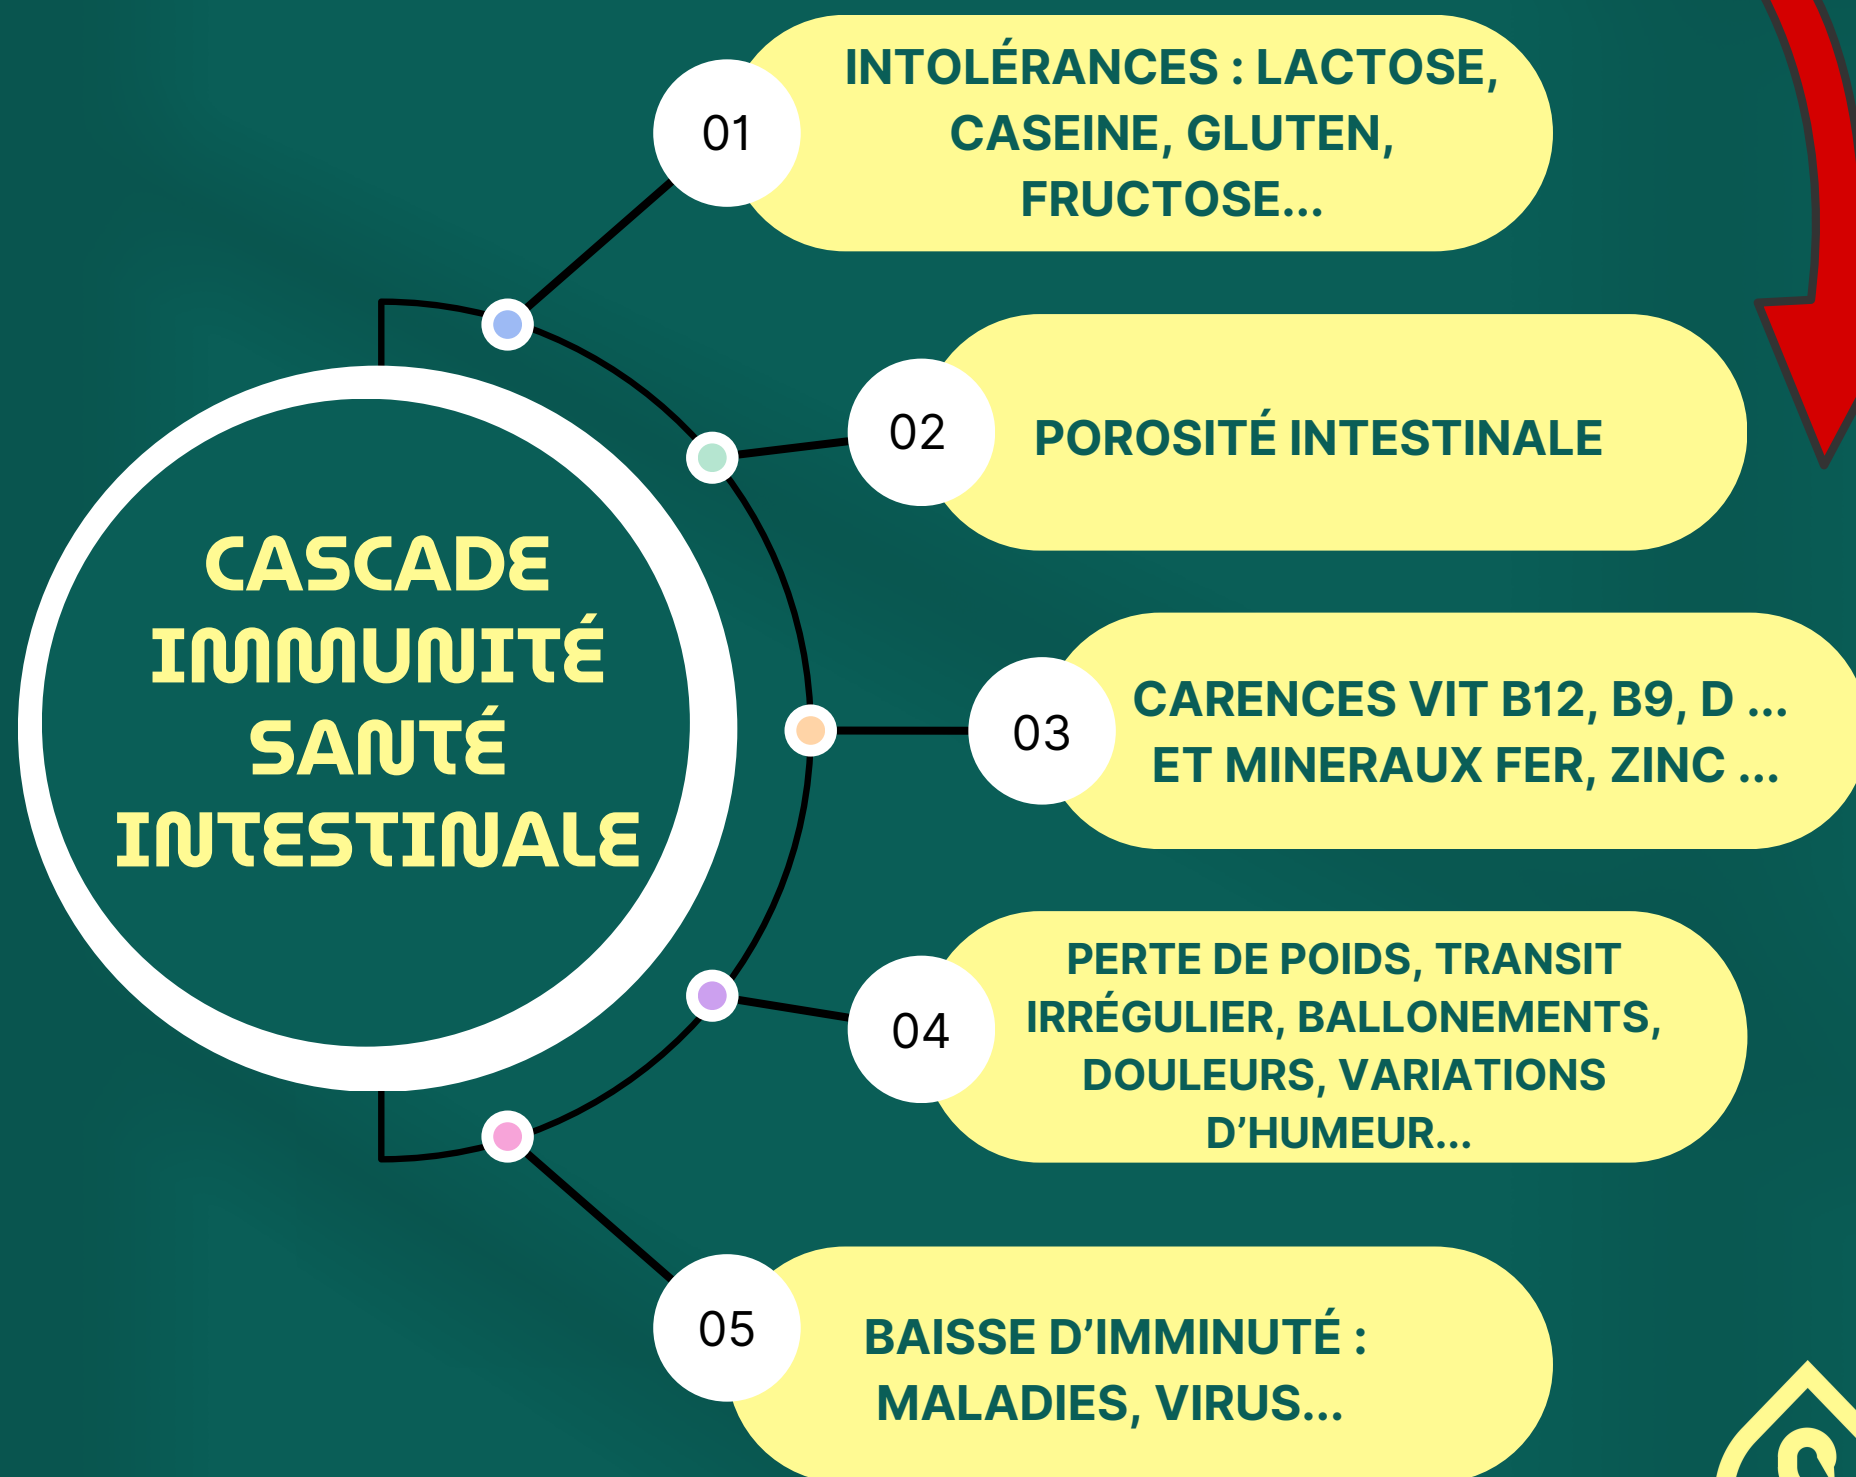 01
INTOLÉRANCES : LACTOSE,
CASEINE, GLUTEN,
FRUCTOSE...
02
POROSITÉ INTESTINALE
CASCADE
IMMUNITÉ
SANTÉ
INTESTINALE
03
CARENCES VIT B12, B9, D ...
ET MINERAUX FER, ZINC ...
04
PERTE DE POIDS, TRANSIT
IRRÉGULIER, BALLONEMENTS,
DOULEURS, VARIATIONS
D’HUMEUR...
05
BAISSE D’IMMINUTÉ :
MALADIES, VIRUS...